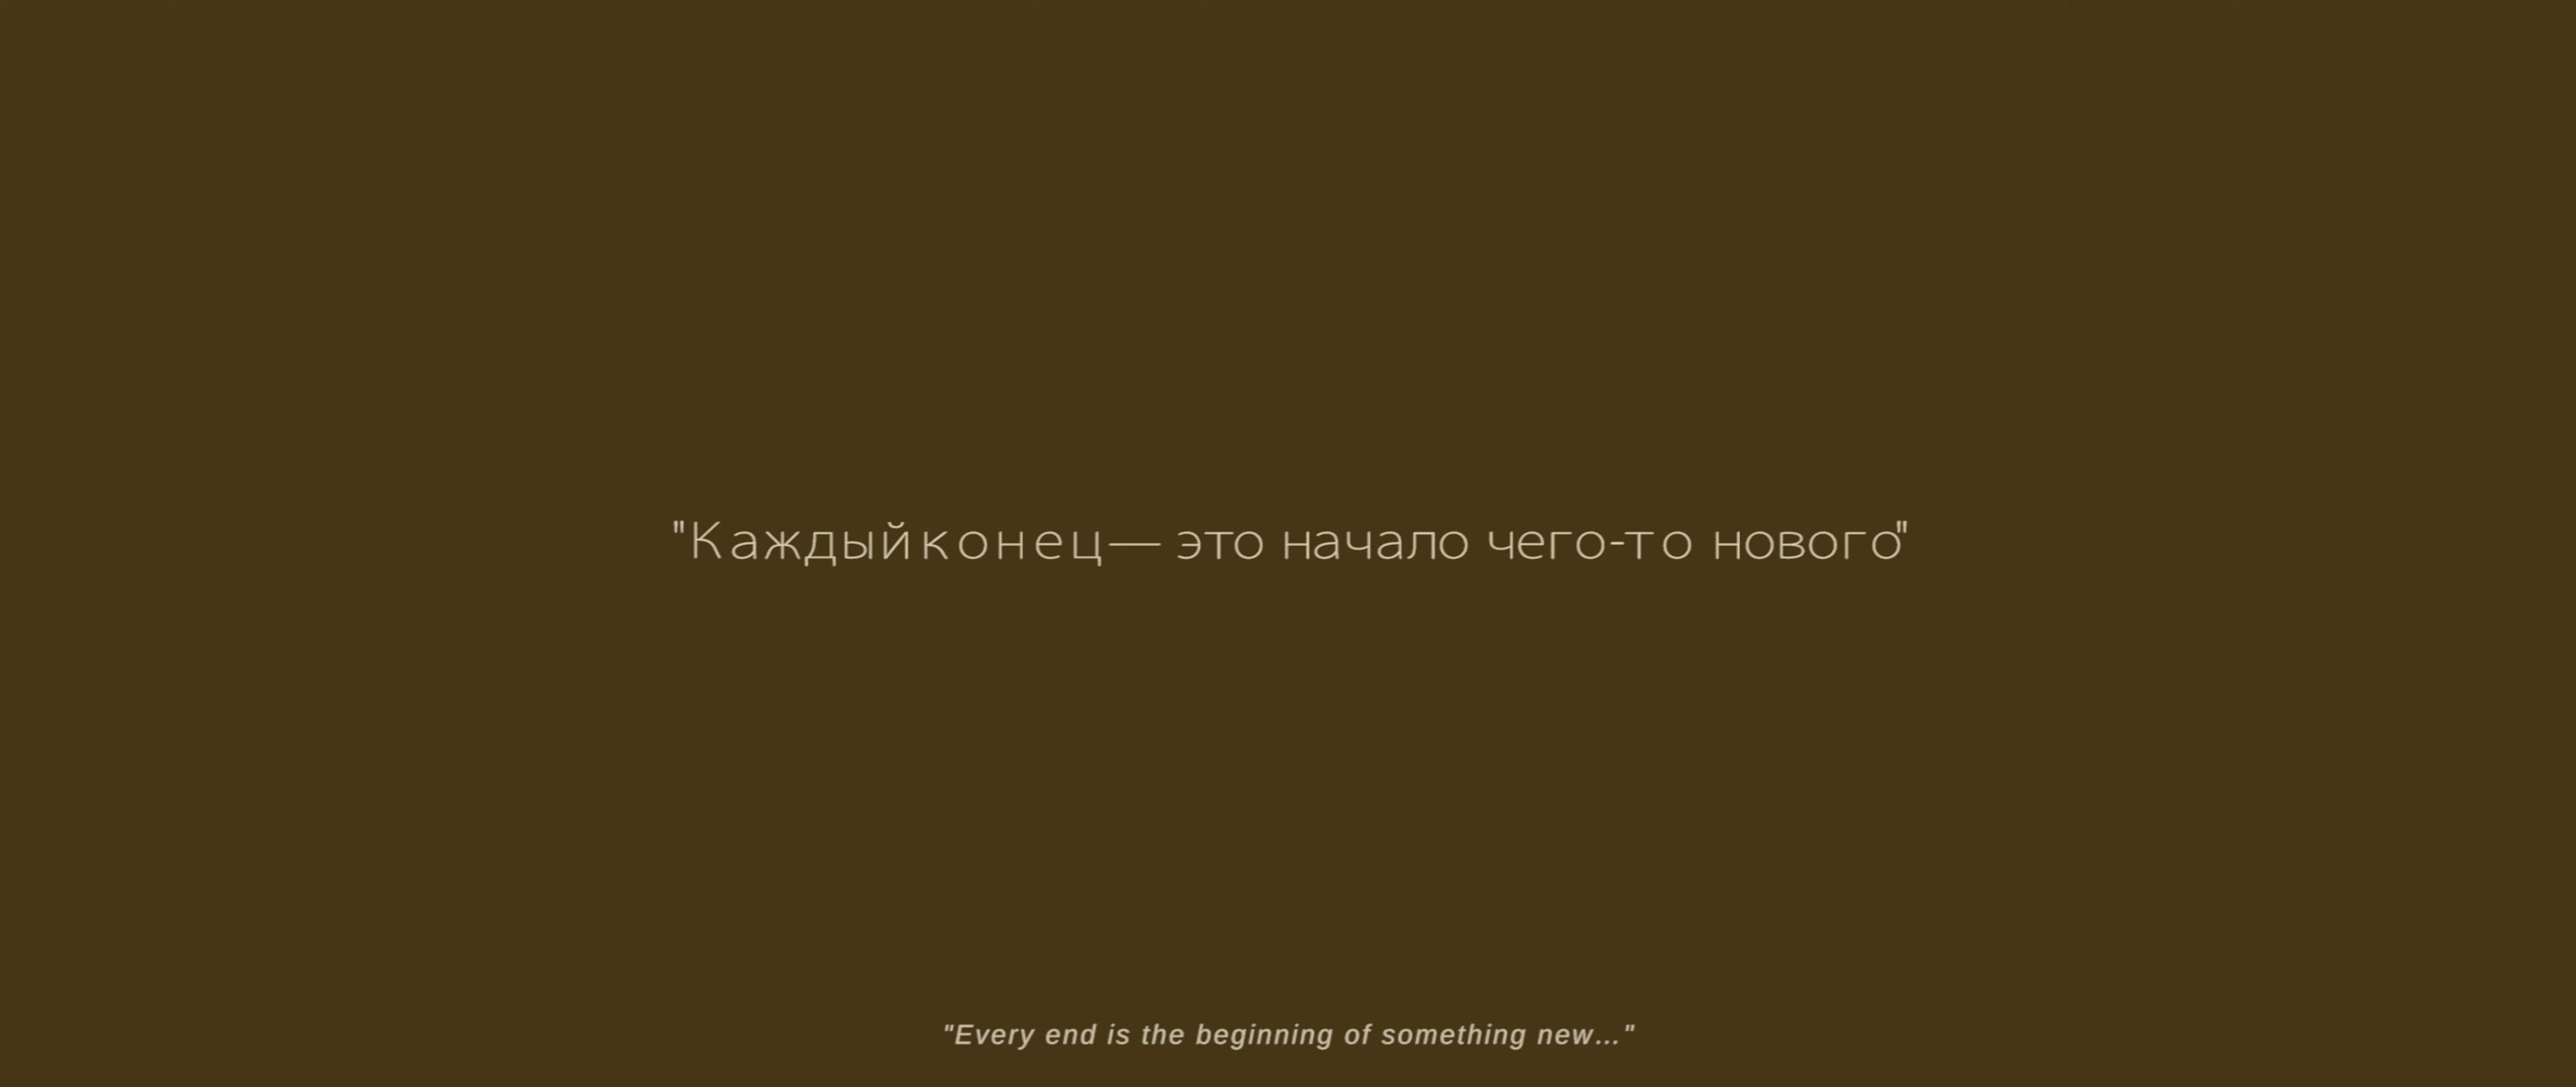 "Каждый конец— это начало чего-то нового"
"Every end is the beginning of something new..."